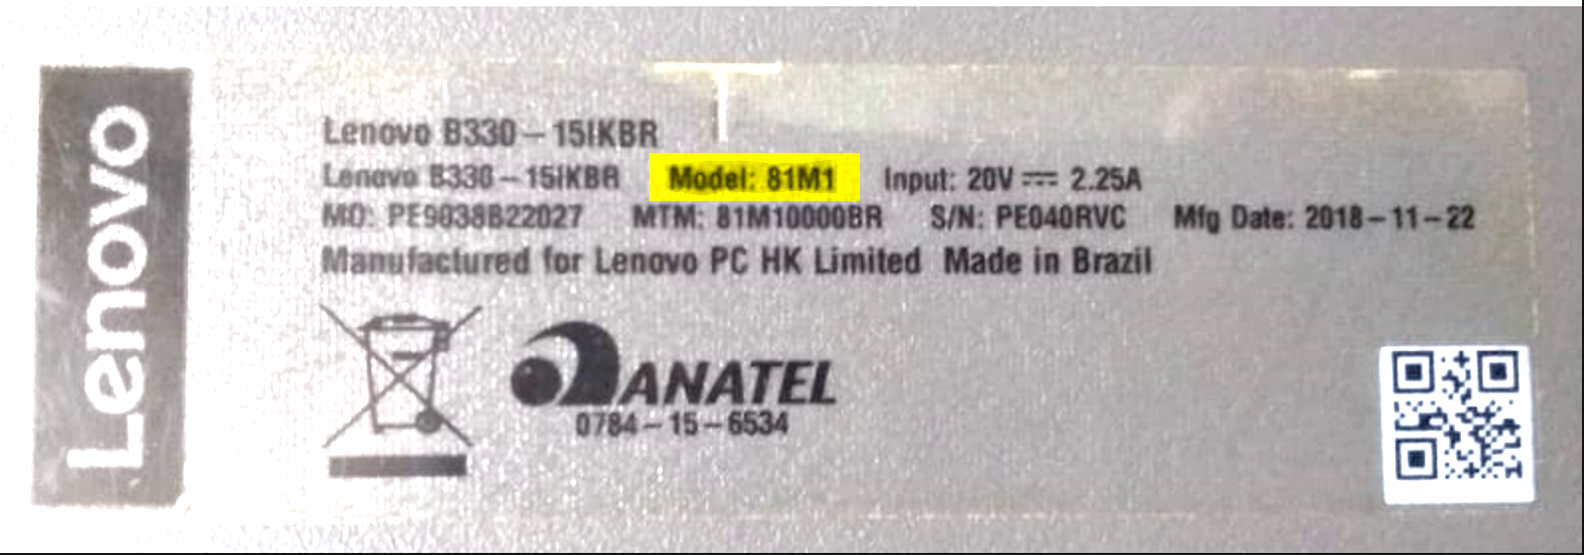 Lenovo
Lenovo B330-15IKBR
Lenovo B330-15IKBR Model: 81M1 Input: 20V ⎓ 2.25A
MO: PE9038B22027 MTM: 81M10000BR S/N: PE040RVC Mfg Date: 2018-11-22
Manufactured for Lenovo PC HK Limited Made in Brazil
ANATEL
0784-15-6534